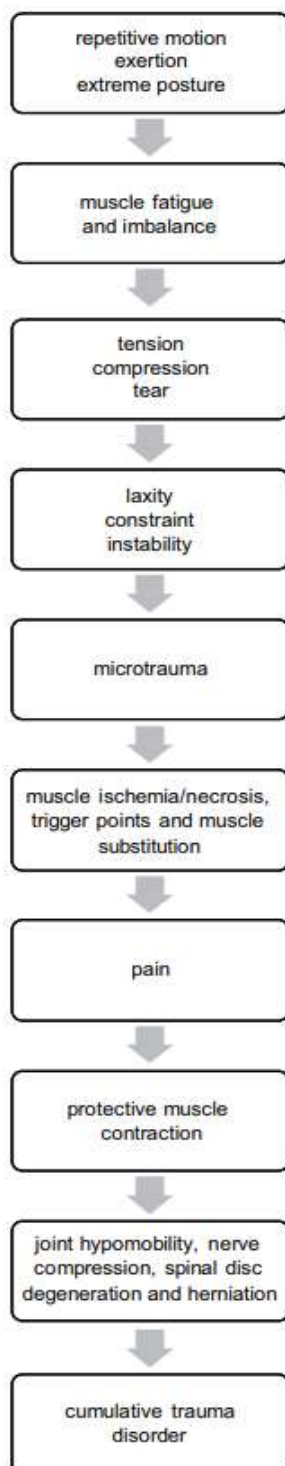 repetitive motion
exertion
extreme posture
muscle fatigue
and imbalance
tension
compression
tear
laxity
constraint
instability
microtrauma
muscle ischemia/necrosis,
trigger points and muscle
substitution
pain
protective muscle
contraction
joint hypomobility, nerve
compression, spinal disc
degeneration and herniation
cumulative trauma
disorder